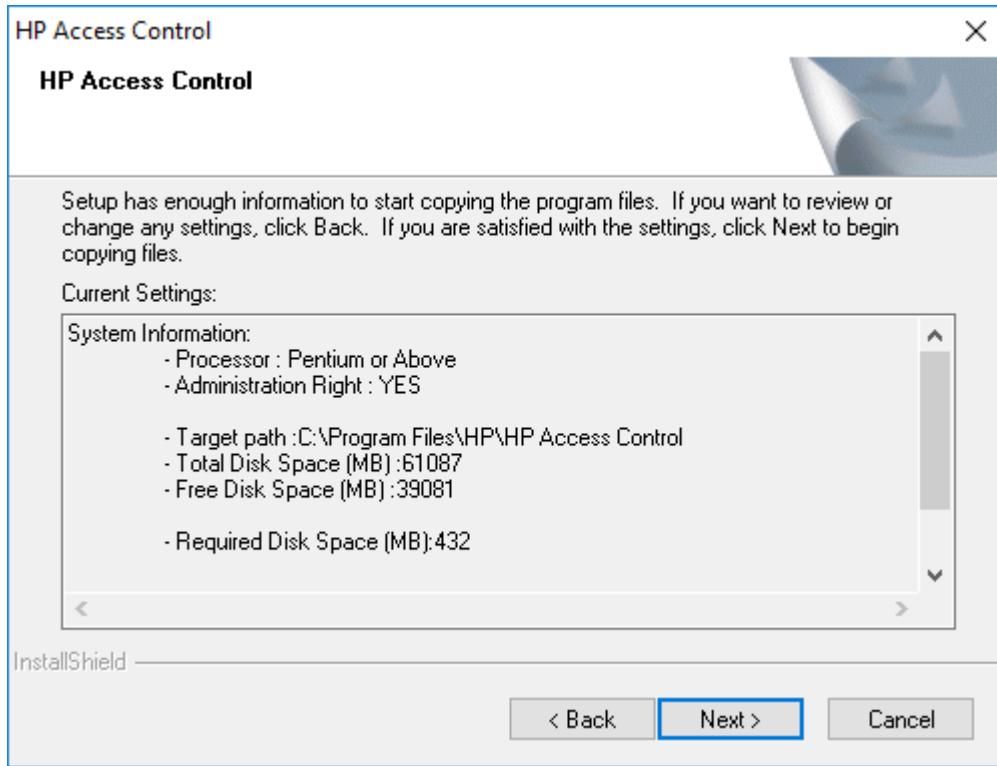 HP Access Control
HP Access Control
Setup has enough information to start copying the program files.  If you want to review or
change any settings, click Back.  If you are satisfied with the settings, click Next to begin
copying files.
Current Settings:
System Information:
- Processor : Pentium or Above
- Administration Right : YES
- Target path :C:\Program Files\HP\HP Access Control
- Total Disk Space (MB) :61087
- Free Disk Space (MB) :39081
- Required Disk Space (MB):432
InstallShield
< Back
Next >
Cancel